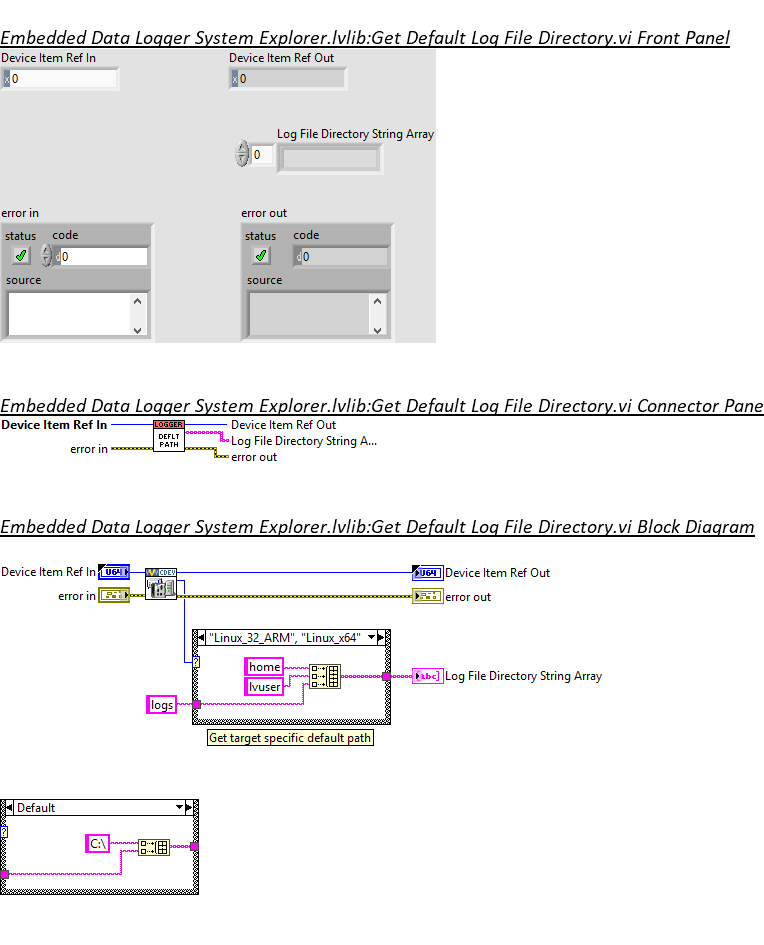 Embedded Data Logger System Explorer.lvlib:Get Default Log File Directory.vi Front Panel
Device Item Ref In
Device Item Ref Out
x 0
x 0
Log File Directory String Array
0
error in
error out
status code
status code
d 0
d 0
source
source
Embedded Data Logger System Explorer.lvlib:Get Default Log File Directory.vi Connector Pane
Device Item Ref In
LOGGER
DEFLT
PATH
Device Item Ref Out
Log File Directory String A...
error in
error out
Embedded Data Logger System Explorer.lvlib:Get Default Log File Directory.vi Block Diagram
Device Item Ref In
U64
CDEV
U64
Device Item Ref Out
error in
error out
"Linux_32_ARM", "Linux_x64"
?
home
lvuser
abc
Log File Directory String Array
logs
Get target specific default path
Default
?
C:\